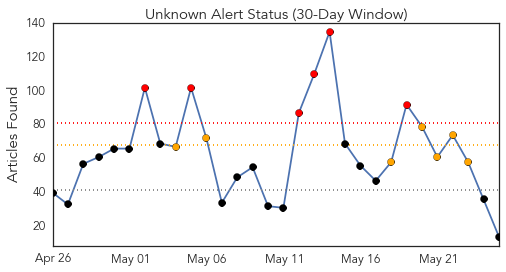 Unknown Alert Status (30-Day Window)
Articles Found
140
120
100
80
60
40
20
Apr 26
May 01
May 06
May 11
May 16
May 21